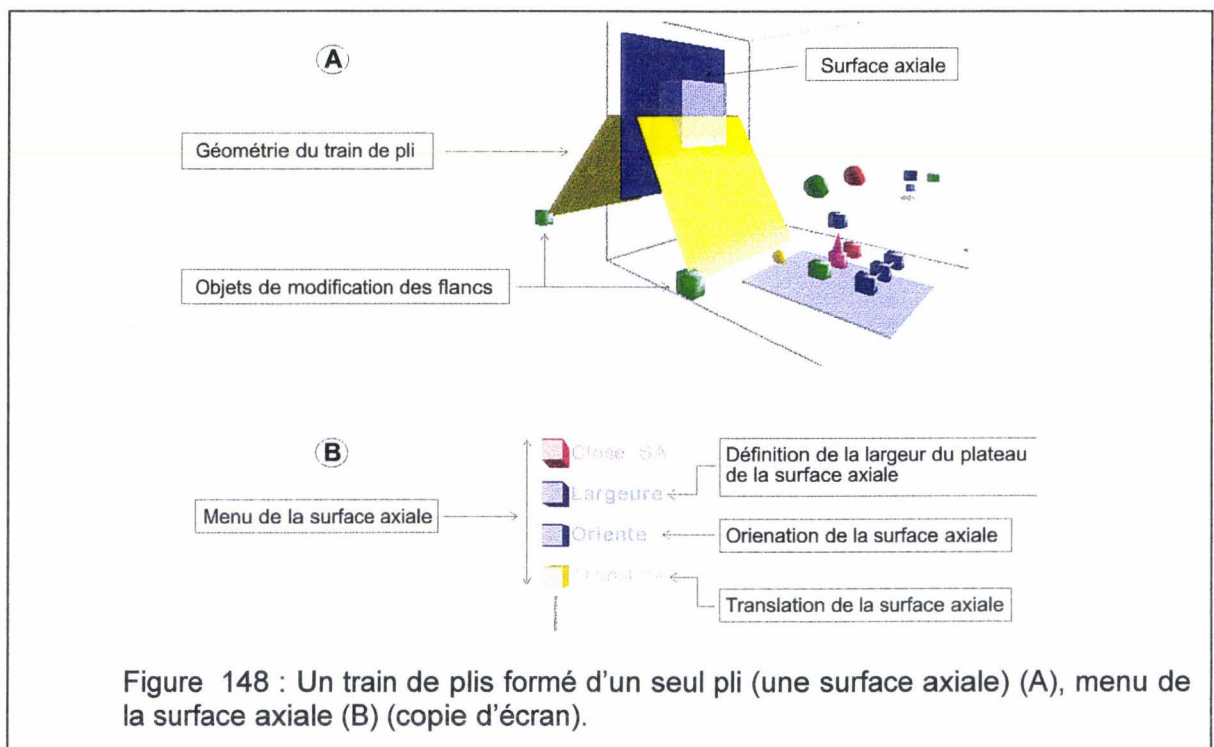 A
Surface axiale
Géométrie du train de pli
Objets de modification des flancs
B
Close SA
Définition de la largeur du plateau
de la surface axiale
Largeure
Menu de la surface axiale
Oriente
Orienation de la surface axiale
Translation de la surface axiale
Figure 148 : Un train de plis formé d'un seul pli (une surface axiale) (A), menu de
la surface axiale (B) (copie d'écran).